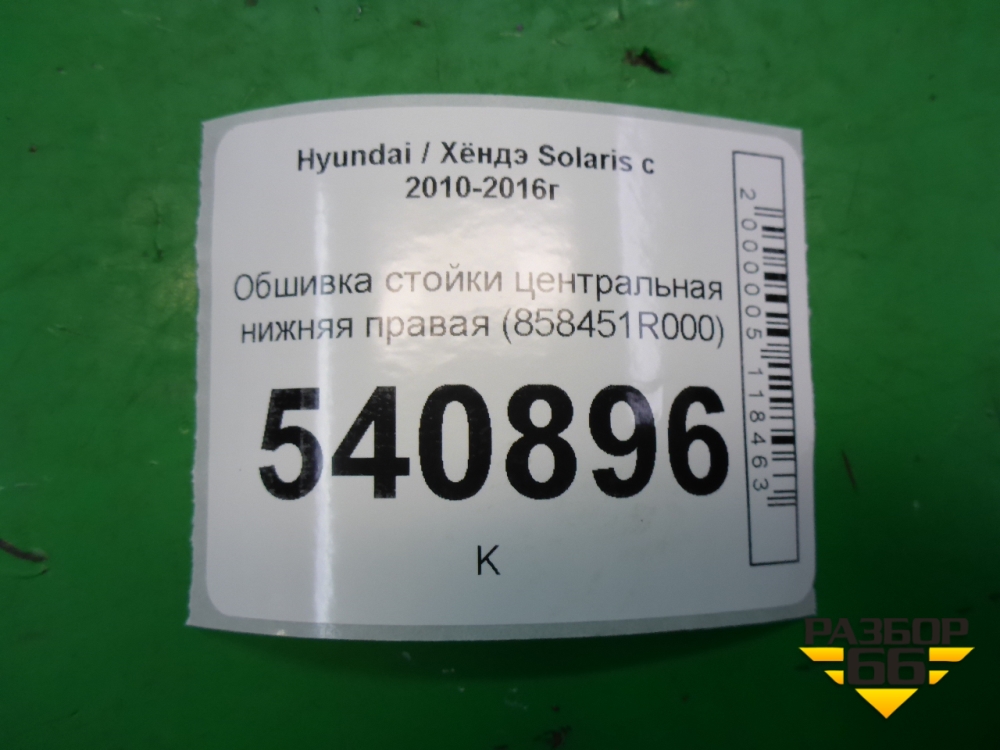 Hyundai / Хёндэ Solaris с
2010-2016г
Обшивка стойки центральная
нижняя правая (858451R000)
540896
К
2000005118463
РАЗБОР
66